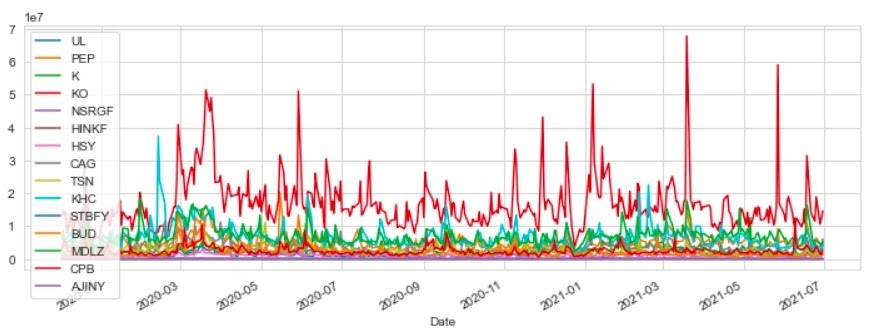 1e7
7
6
5
4
3
2
1
0
UL
PEP
K
KO
NSRGF
HINKF
HSY
CAG
TSN
KHC
STBFY
BUD
MDLZ
CPB
AJINY
2020-03
2020-05
2020-07
2020-09
2020-11
2021-01
2021-03
2021-05
2021-07
Date